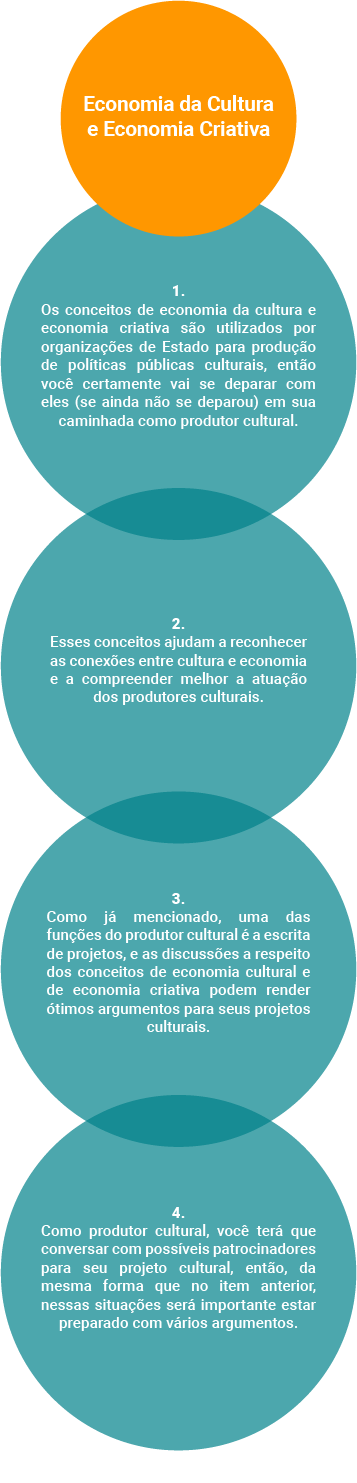 Economia da Cultura
e Economia Criativa
1.
Os conceitos de economia da cultura e
economia criativa são utilizados por
organizações de Estado para produção
de políticas públicas culturais, então
você certamente vai se deparar com
eles (se ainda não se deparou) em sua
caminhada como produtor cultural.
2.
Esses conceitos ajudam a reconhecer
as conexões entre cultura e economia
e a compreender melhor a atuação
dos produtores culturais.
3.
Como já mencionado, uma das
funções do produtor cultural é a escrita
de projetos, e as discussões a respeito
dos conceitos de economia cultural e
de economia criativa podem render
ótimos argumentos para seus projetos
culturais.
4.
Como produtor cultural, você terá que
conversar com possíveis patrocinadores
para seu projeto cultural, então, da
mesma forma que no item anterior,
nessas situações será importante estar
preparado com vários argumentos.